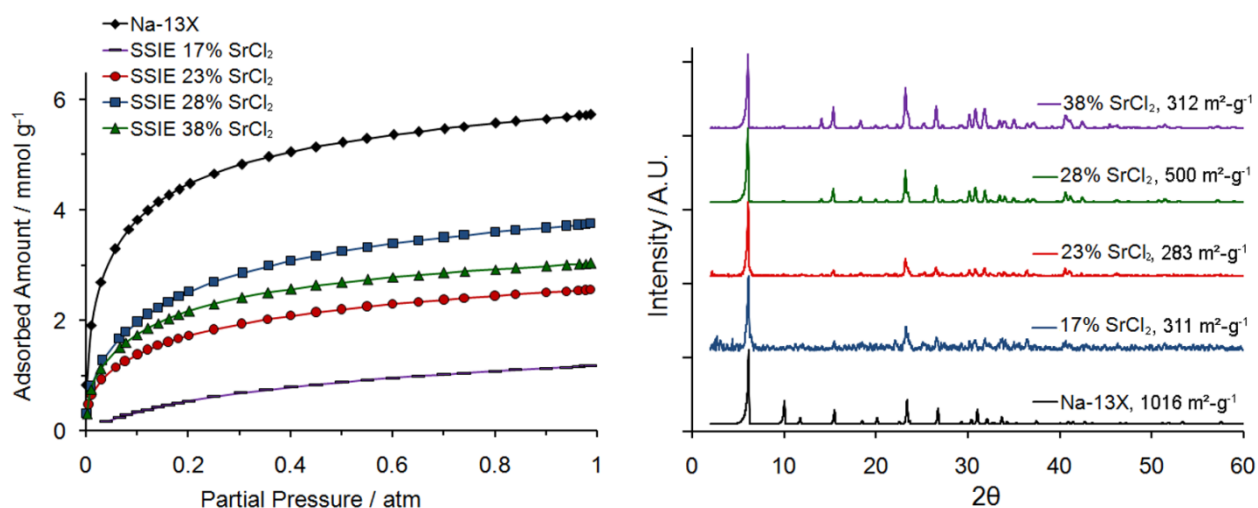 Na-13X
SSIE 17% SrCl₂
SSIE 23% SrCl₂
SSIE 28% SrCl₂
SSIE 38% SrCl₂
6
4
2
0
Adsorbed Amount / mmol g⁻¹
0
0.2
0.4
0.6
0.8
1
Partial Pressure / atm
Intensity / A.U.
38% SrCl₂, 312 m²-g⁻¹
28% SrCl₂, 500 m²-g⁻¹
23% SrCl₂, 283 m²-g⁻¹
17% SrCl₂, 311 m²-g⁻¹
Na-13X, 1016 m²-g⁻¹
0
10
20
30
40
50
60
2θ